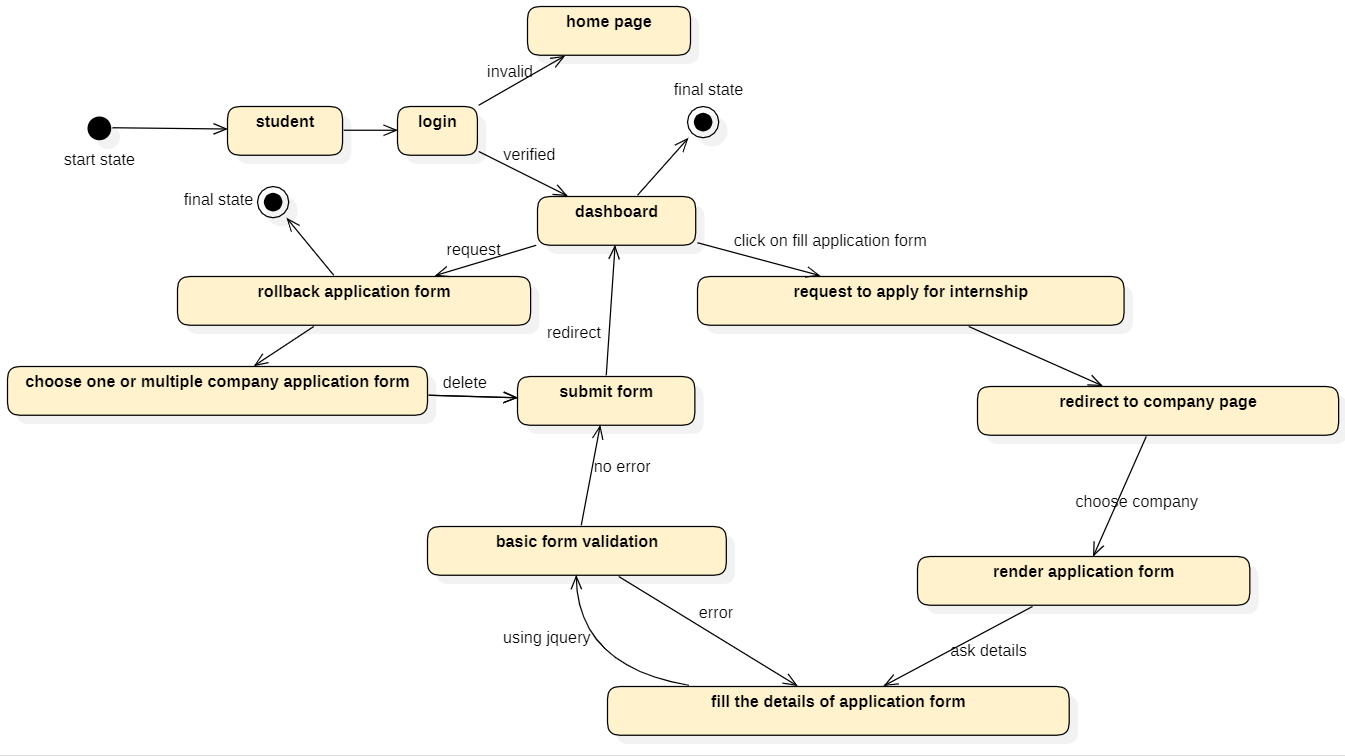 home page
invalid
final state
student
login
start state
verified
final state
dashboard
request
click on fill application form
rollback application form
request to apply for internship
redirect
choose one or multiple company application form
delete
submit form
redirect to company page
no error
choose company
basic form validation
render application form
error
using jquery
ask details
fill the details of application form